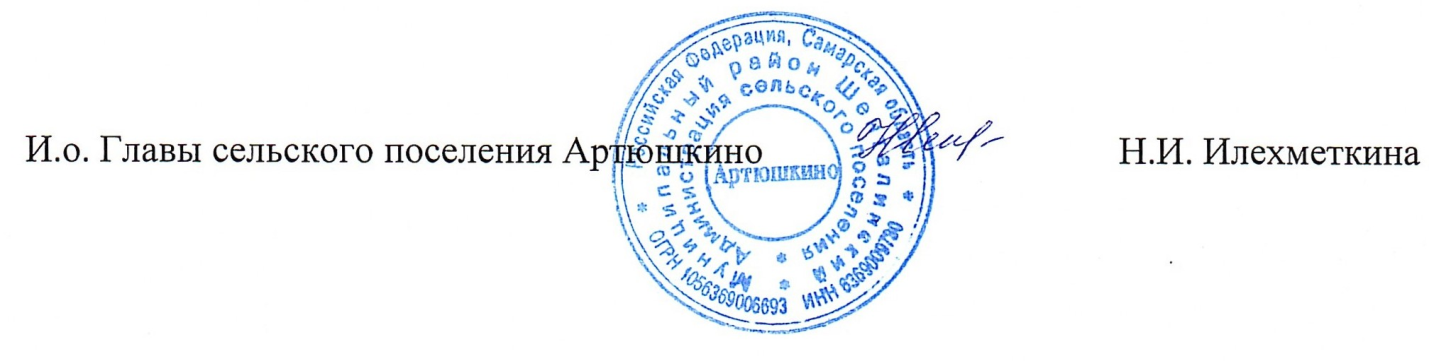 И.о. Главы сельского поселения Артюшкино
Н.И. Илехметкина
* Российская Федерация, Самарская область *
ОГРН 1056369006693 ИНН 6369009780
Муниципальный район Шенталинский
* Администрация сельского поселения *
Артюшкино